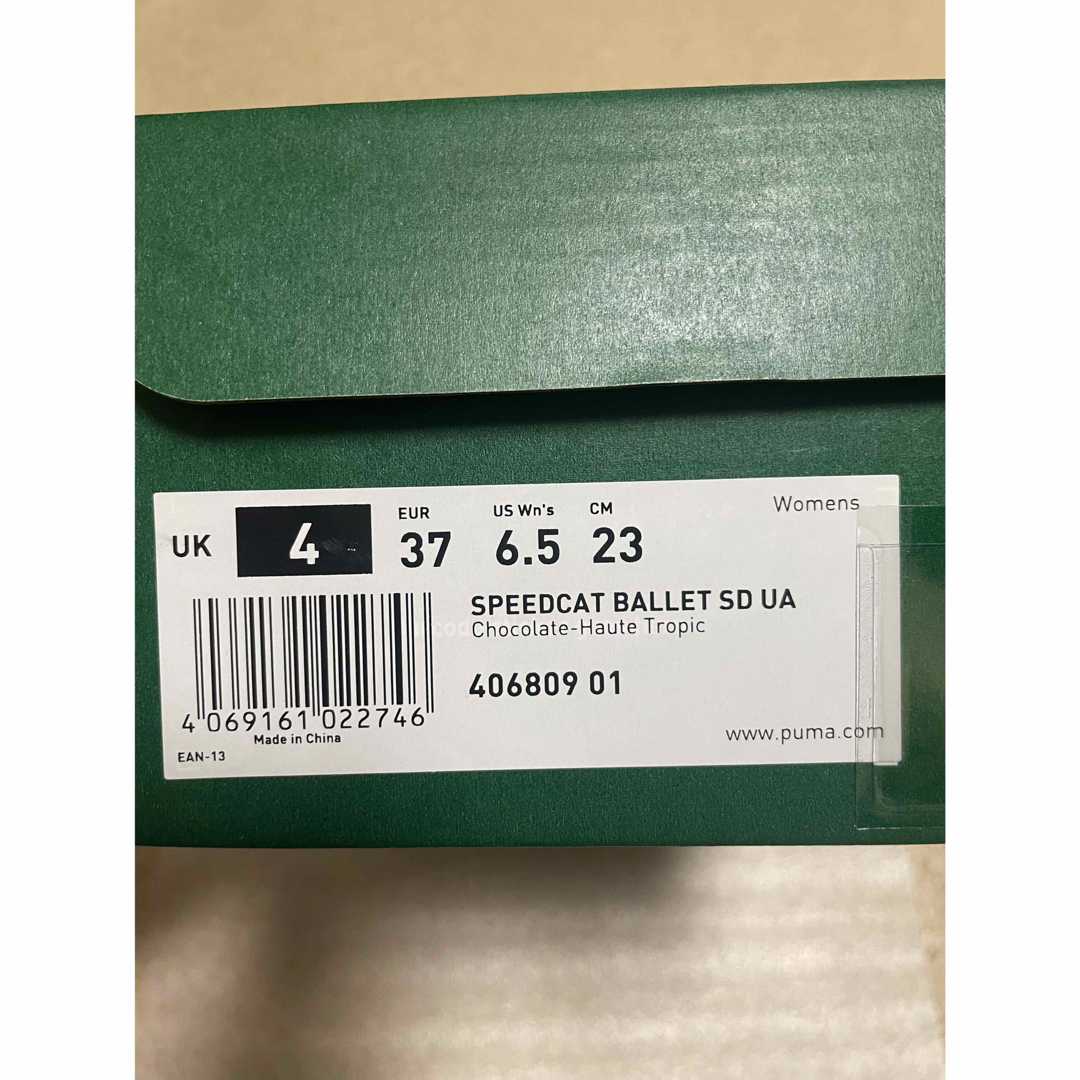 Womens
UK 4 EUR 37 US Wn's 6.5 CM 23
SPEEDCAT BALLET SD UA
Chocolate-Haute Tropic
406809 01
4 069161 022746
Made in China
EAN-13
www.puma.com